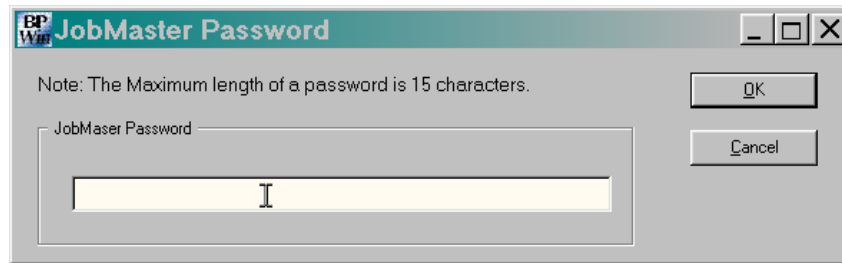 BP
Win
JobMaster Password
Note: The Maximum length of a password is 15 characters.
OK
JobMaser Password
Cancel